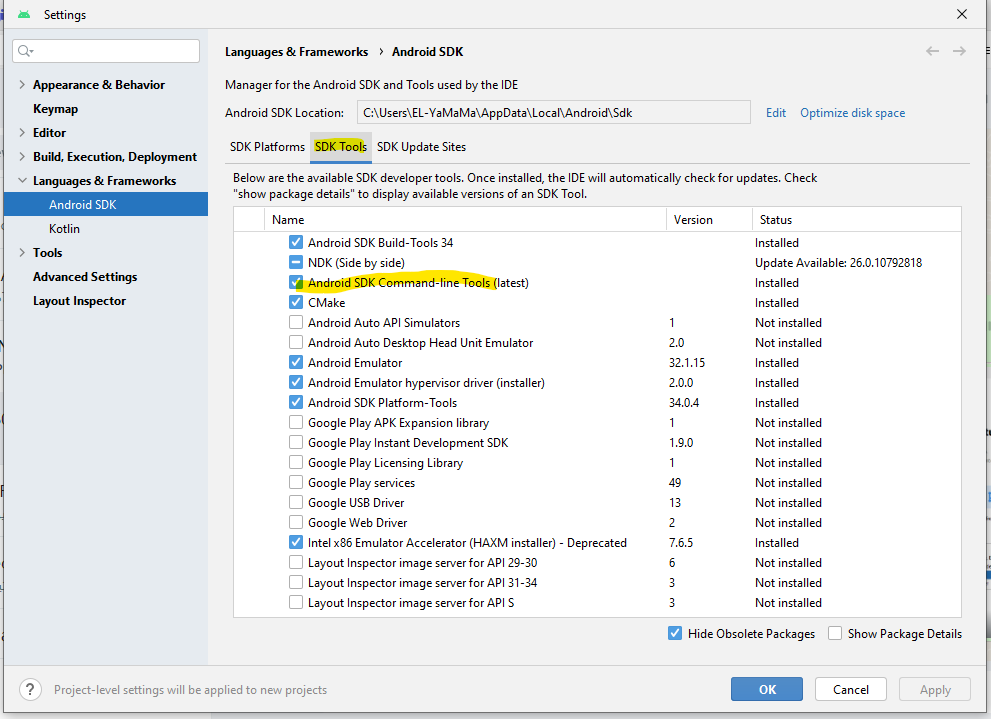 Settings
Languages & Frameworks › Android SDK
Appearance & Behavior
Keymap
Editor
Build, Execution, Deployment
Languages & Frameworks
Android SDK
Kotlin
Tools
Advanced Settings
Layout Inspector
Manager for the Android SDK and Tools used by the IDE
Android SDK Location: C:\Users\EL-YaMaMa\AppData\Local\Android\Sdk Edit Optimize disk space
SDK Platforms SDK Tools SDK Update Sites
Below are the available SDK developer tools. Once installed, the IDE will automatically check for updates. Check
"show package details" to display available versions of an SDK Tool.
Name Version Status
Android SDK Build-Tools 34 Installed
NDK (Side by side) Update Available: 26.0.10792818
Android SDK Command-line Tools (latest) Installed
CMake Installed
Android Auto API Simulators 1 Not installed
Android Auto Desktop Head Unit Emulator 2.0 Not installed
Android Emulator 32.1.15 Installed
Android Emulator hypervisor driver (installer) 2.0.0 Installed
Android SDK Platform-Tools 34.0.4 Installed
Google Play APK Expansion library 1 Not installed
Google Play Instant Development SDK 1.9.0 Not installed
Google Play Licensing Library 1 Not installed
Google Play services 49 Not installed
Google USB Driver 13 Not installed
Google Web Driver 2 Not installed
Intel x86 Emulator Accelerator (HAXM installer) - Deprecated 7.6.5 Installed
Layout Inspector image server for API 29-30 6 Not installed
Layout Inspector image server for API 31-34 3 Not installed
Layout Inspector image server for API S 3 Not installed
Hide Obsolete Packages Show Package Details
? Project-level settings will be applied to new projects
OK Cancel Apply